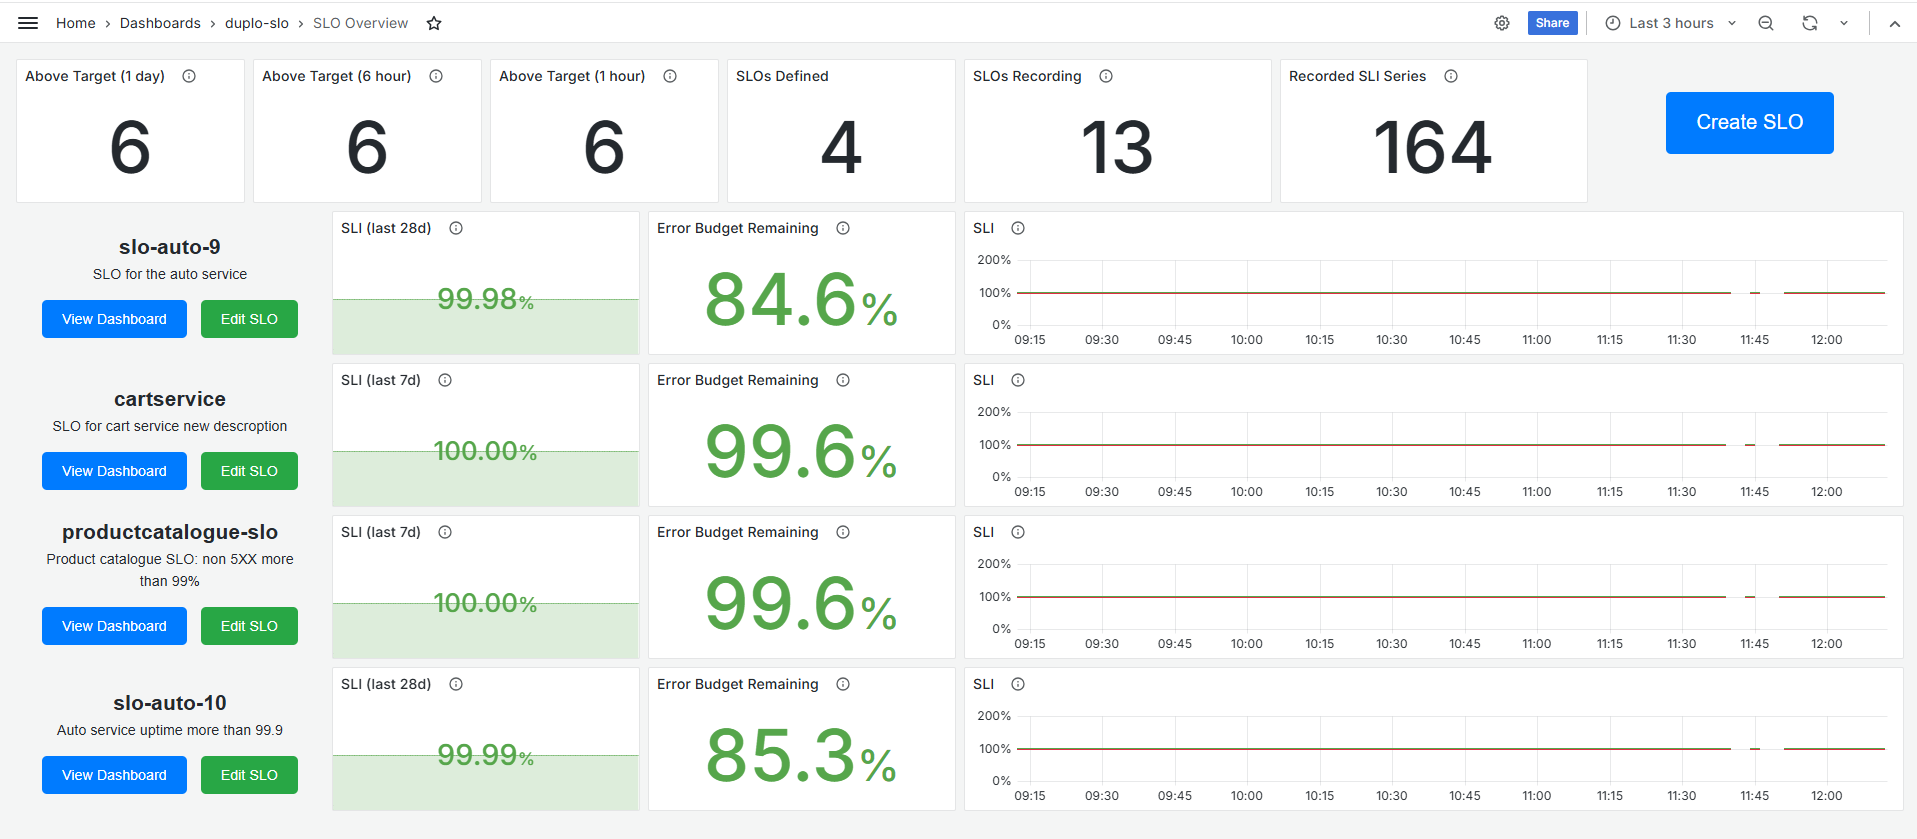 Home › Dashboards › duplo-slo › SLO Overview
Share
Last 3 hours
Above Target (1 day)
6
Above Target (6 hour)
6
Above Target (1 hour)
6
SLOs Defined
4
SLOs Recording
13
Recorded SLI Series
164
Create SLO
slo-auto-9
SLO for the auto service
View Dashboard
Edit SLO
SLI (last 28d)
99.98%
Error Budget Remaining
84.6%
SLI
200%
100%
0%
09:15 09:30 09:45 10:00 10:15 10:30 10:45 11:00 11:15 11:30 11:45 12:00
cartservice
SLO for cart service new descroption
View Dashboard
Edit SLO
SLI (last 7d)
100.00%
Error Budget Remaining
99.6%
SLI
200%
100%
0%
09:15 09:30 09:45 10:00 10:15 10:30 10:45 11:00 11:15 11:30 11:45 12:00
productcatalogue-slo
Product catalogue SLO: non 5XX more
than 99%
View Dashboard
Edit SLO
SLI (last 7d)
100.00%
Error Budget Remaining
99.6%
SLI
200%
100%
0%
09:15 09:30 09:45 10:00 10:15 10:30 10:45 11:00 11:15 11:30 11:45 12:00
slo-auto-10
Auto service uptime more than 99.9
View Dashboard
Edit SLO
SLI (last 28d)
99.99%
Error Budget Remaining
85.3%
SLI
200%
100%
0%
09:15 09:30 09:45 10:00 10:15 10:30 10:45 11:00 11:15 11:30 11:45 12:00